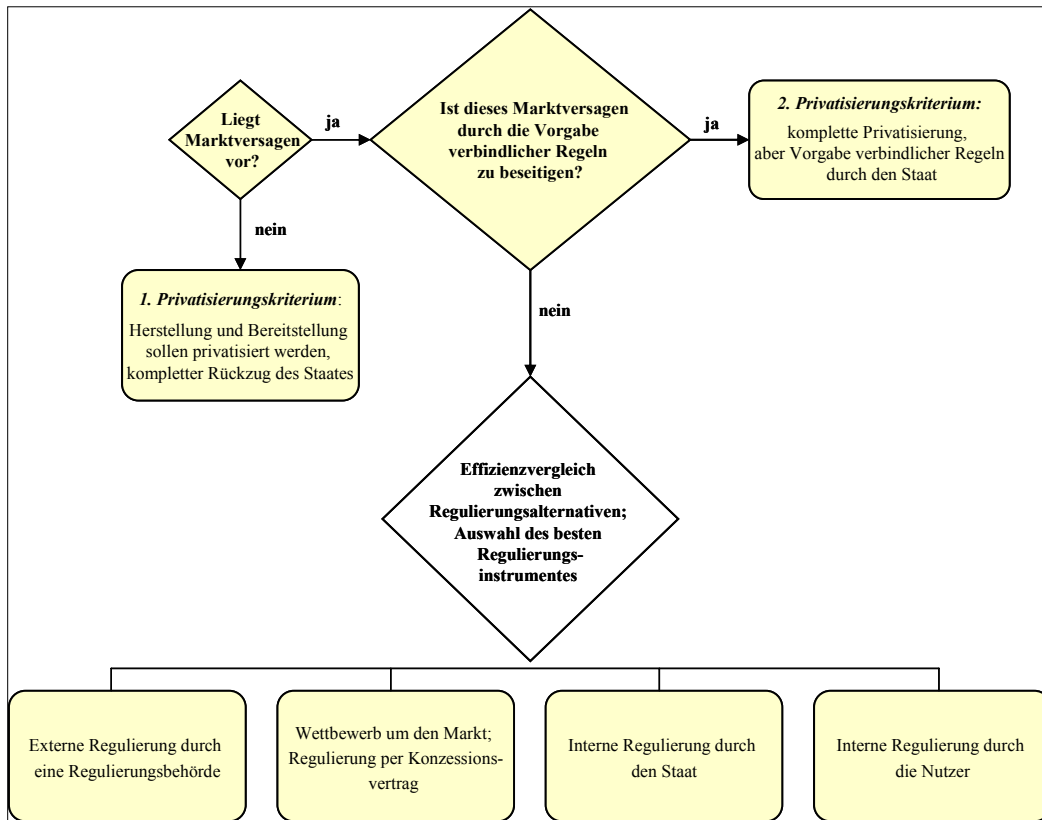 Liegt
Marktversagen
vor?
ja
Ist dieses Marktversagen
durch die Vorgabe
verbindlicher Regeln
zu beseitigen?
ja
2. Privatisierungskriterium:
komplette Privatisierung,
aber Vorgabe verbindlicher Regeln
durch den Staat
nein
1. Privatisierungskriterium:
Herstellung und Bereitstellung
sollen privatisiert werden,
kompletter Rückzug des Staates
nein
Effizienzvergleich
zwischen
Regulierungsalternativen;
Auswahl des besten
Regulierungs-
instrumentes
Externe Regulierung durch
eine Regulierungsbehörde
Wettbewerb um den Markt;
Regulierung per Konzessions-
vertrag
Interne Regulierung durch
den Staat
Interne Regulierung durch
die Nutzer